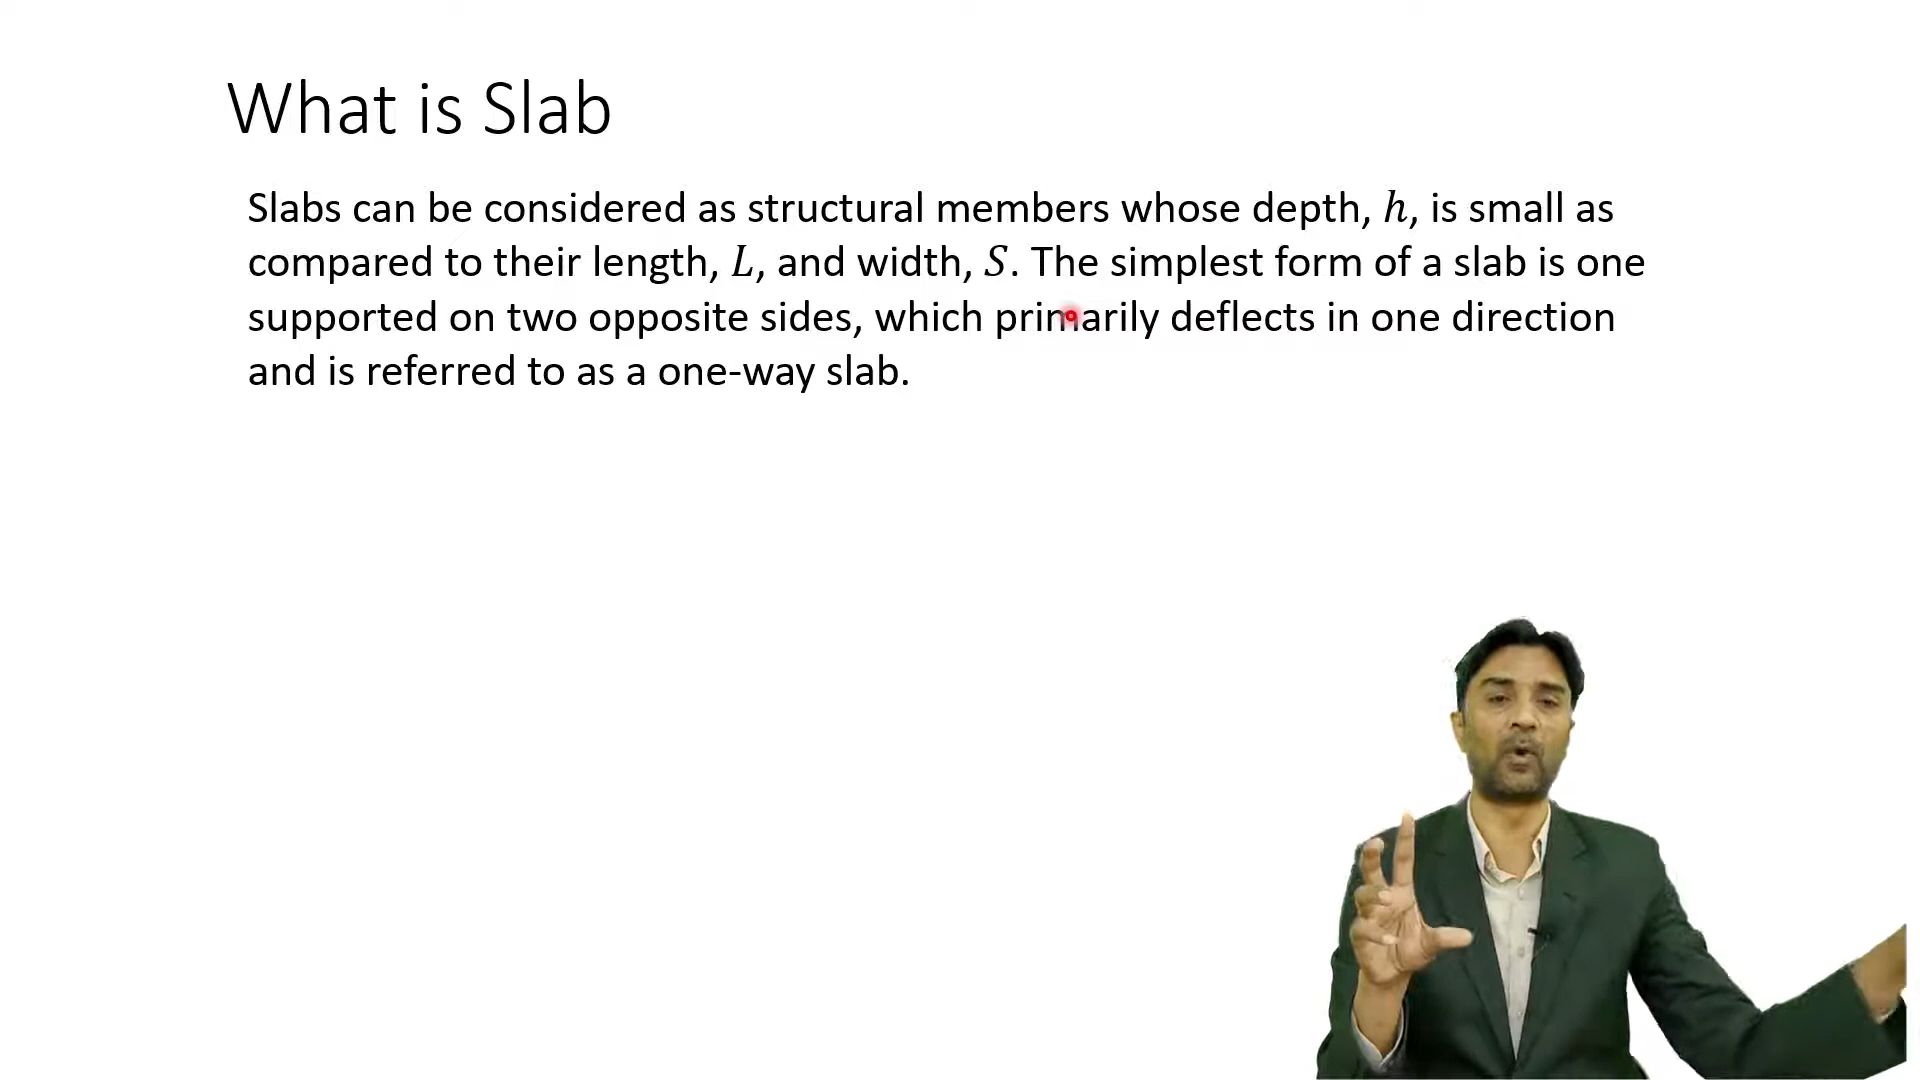 What is Slab
Slabs can be considered as structural members whose depth, h, is small as
compared to their length, L, and width, S. The simplest form of a slab is one
supported on two opposite sides, which primarily deflects in one direction
and is referred to as a one-way slab.